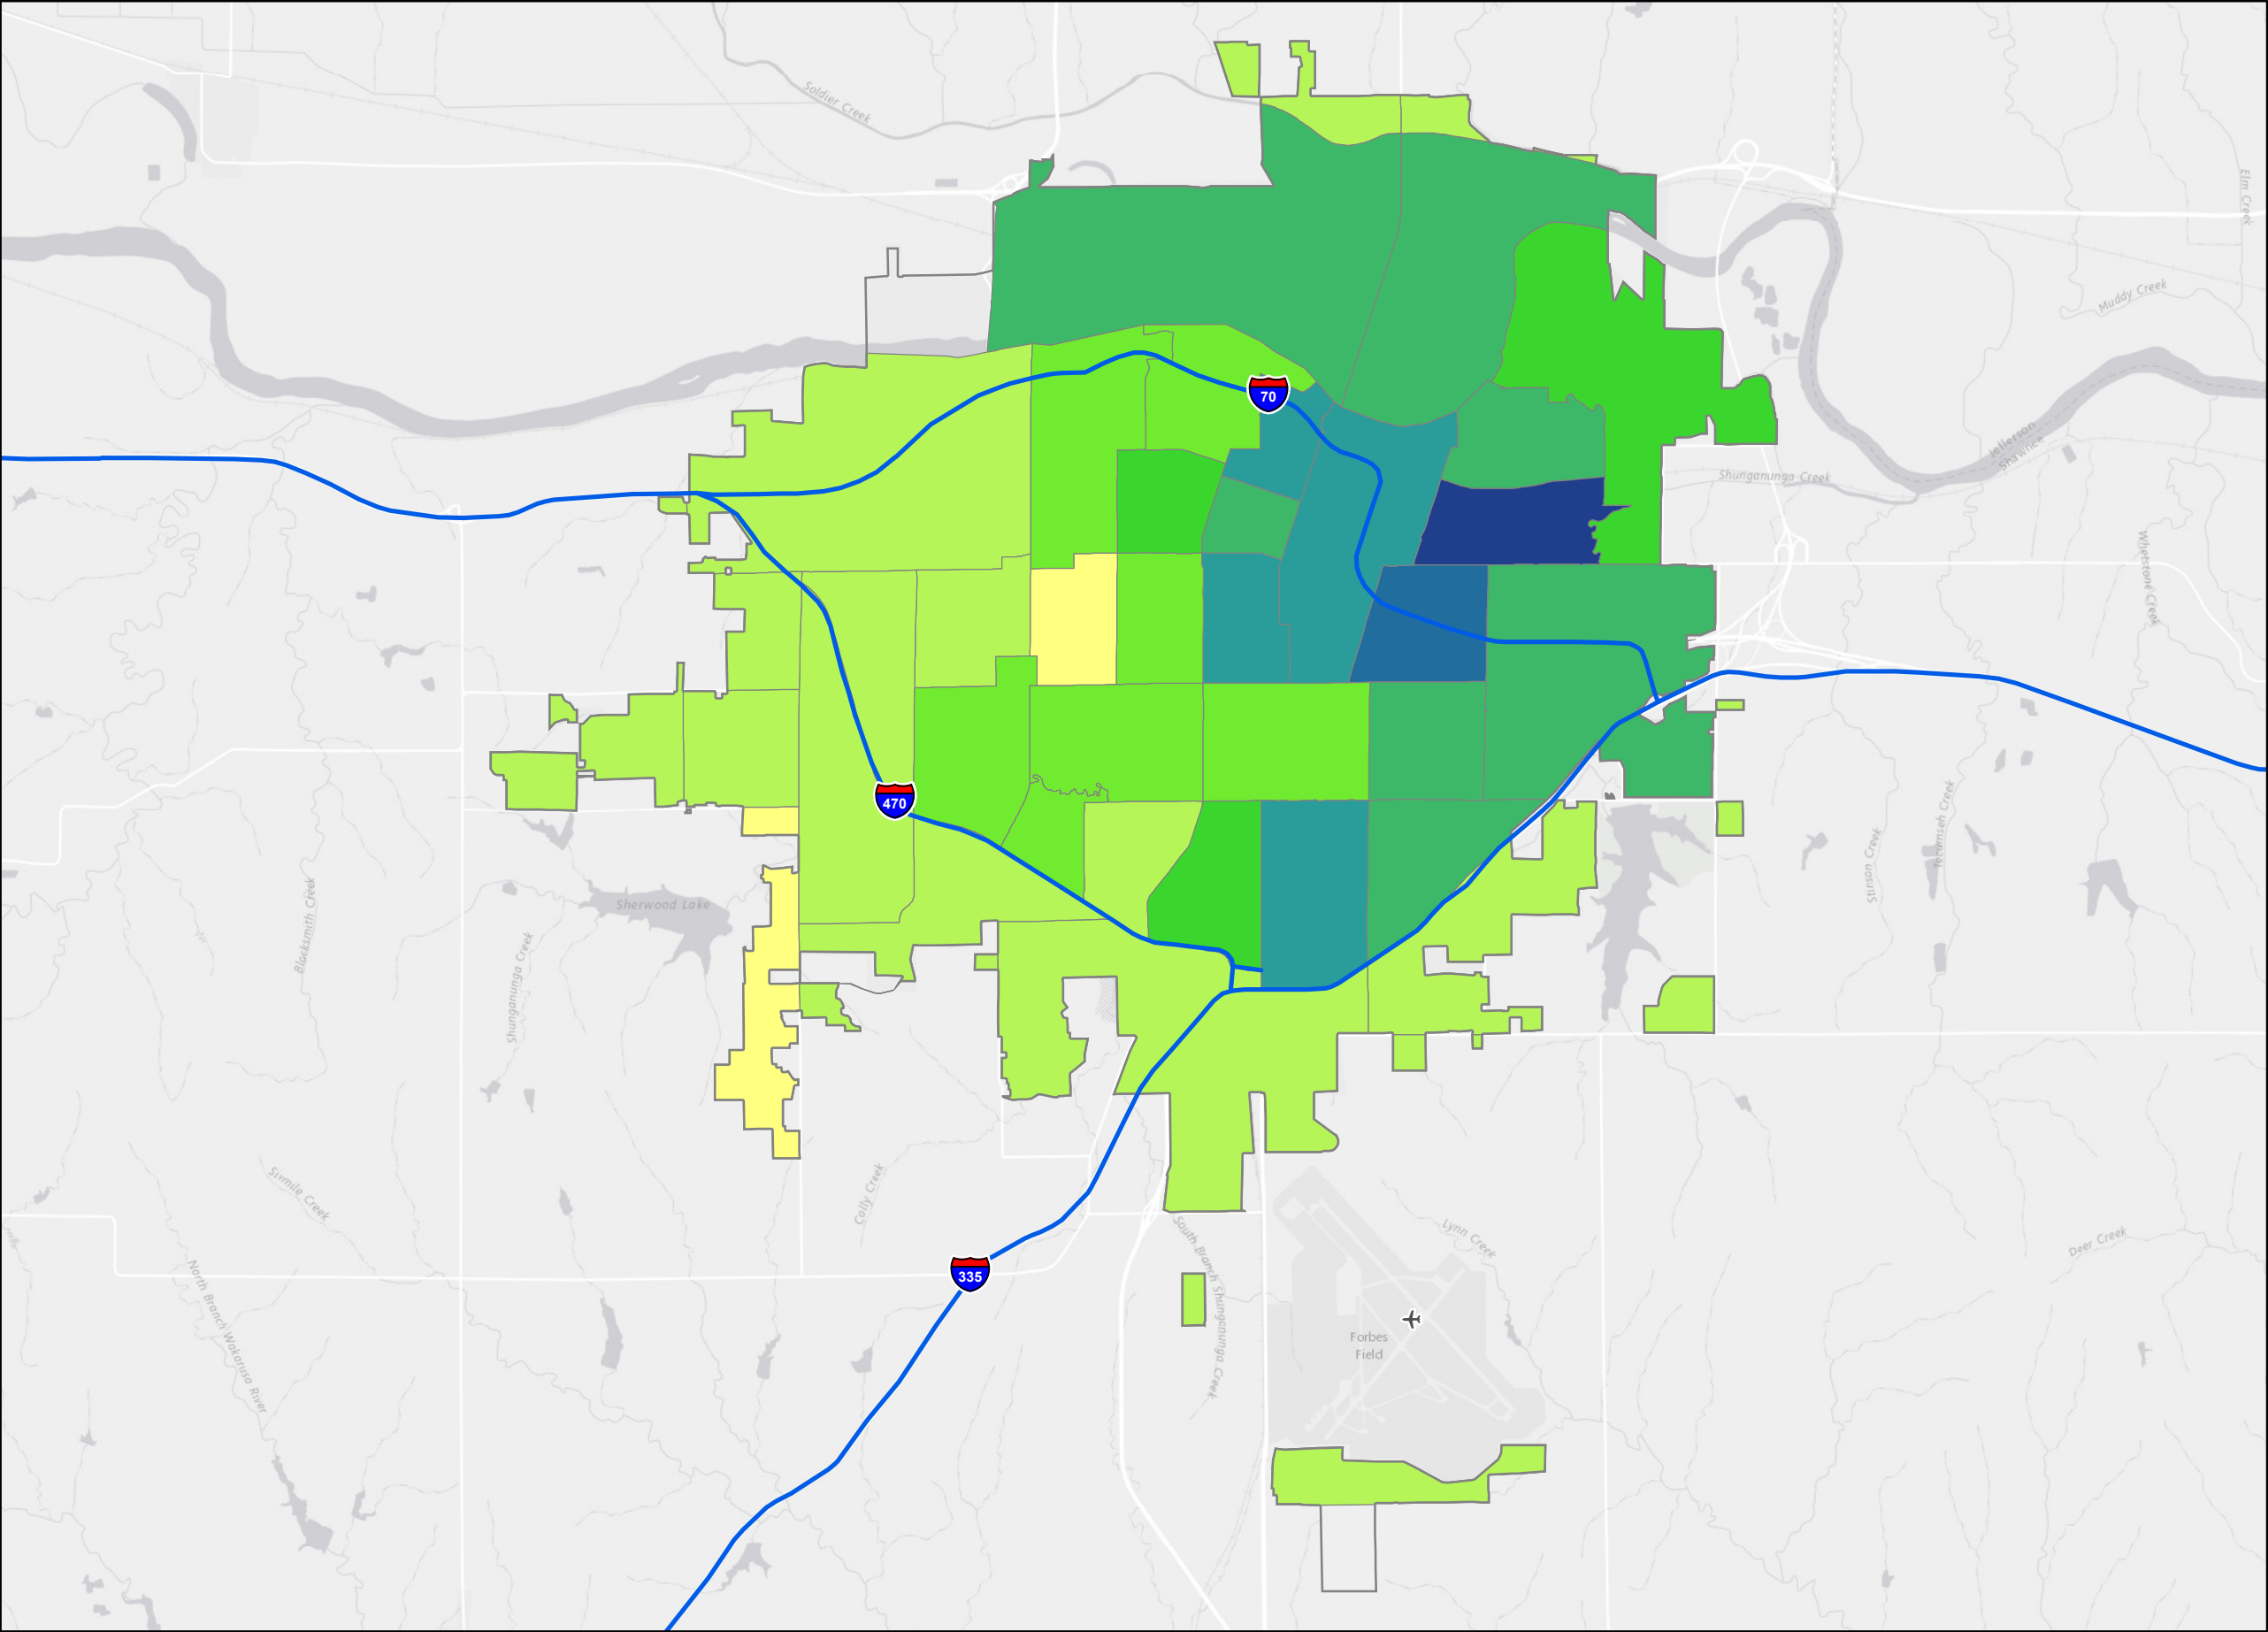 Soldier Creek
Elm Creek
Muddy Creek
70
Jefferson
Shawnee
Shunganunga Creek
Whetstone Creek
470
Sherwood Lake
Blacksmith Creek
Shunganunga Creek
Stinson Creek
Tecumseh Creek
Sixmile Creek
Colly Creek
South Branch Shunganunga Creek
Lynn Creek
Deer Creek
North Branch Wakarusa River
335
Forbes
Field